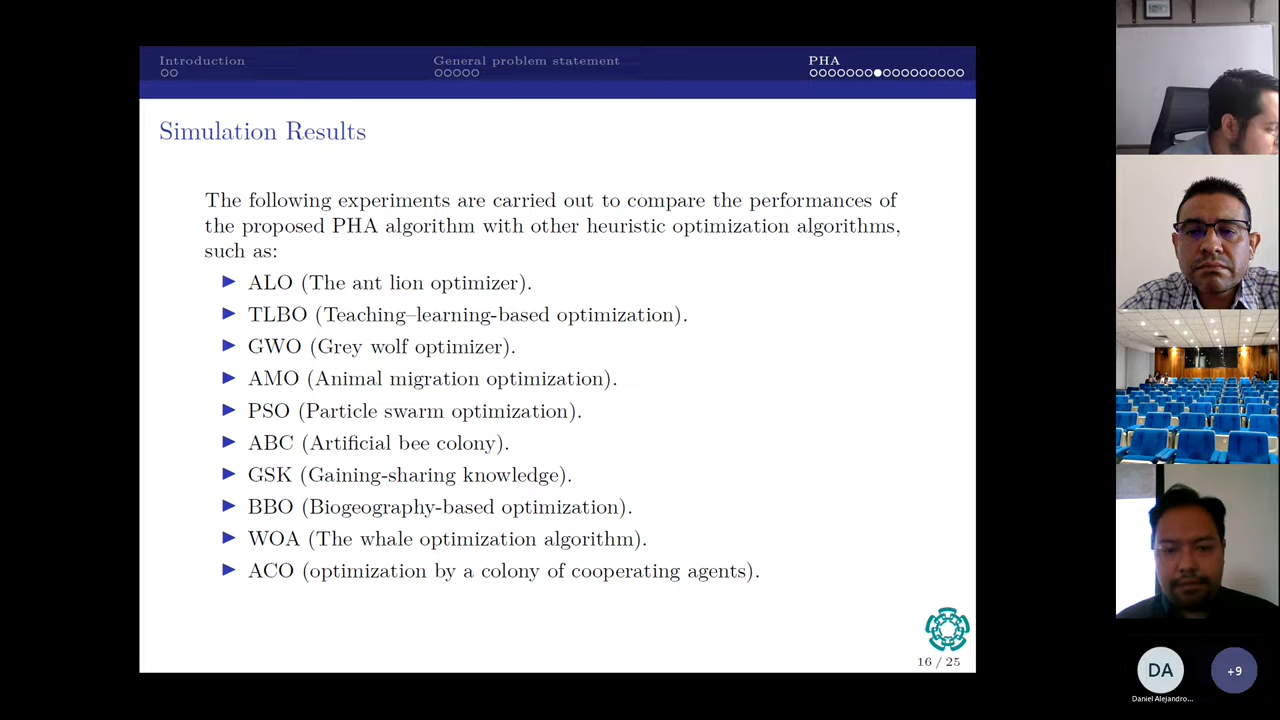 Introduction
General problem statement
PHA
Simulation Results
The following experiments are carried out to compare the performances of
the proposed PHA algorithm with other heuristic optimization algorithms,
such as:
ALO (The ant lion optimizer).
TLBO (Teaching–learning-based optimization).
GWO (Grey wolf optimizer).
AMO (Animal migration optimization).
PSO (Particle swarm optimization).
ABC (Artificial bee colony).
GSK (Gaining-sharing knowledge).
BBO (Biogeography-based optimization).
WOA (The whale optimization algorithm).
ACO (optimization by a colony of cooperating agents).
16 / 25
DA
+9
Daniel Alejandro...